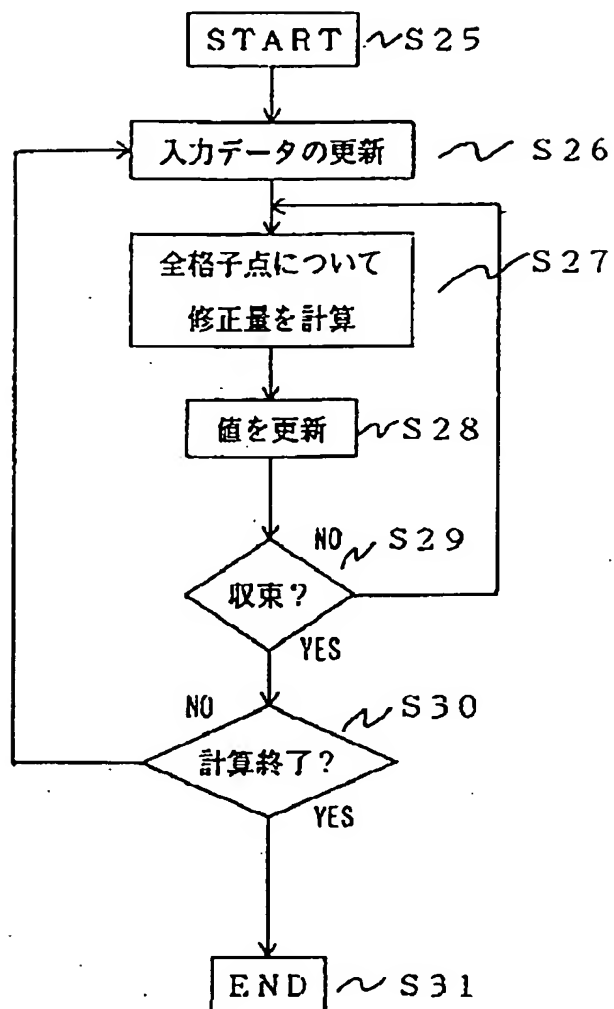 START S25
入力データの更新 S26
全格子点について S27
修正量を計算
値を更新 S28
NO S29
収束?
YES
NO S30
計算終了?
YES
END S31